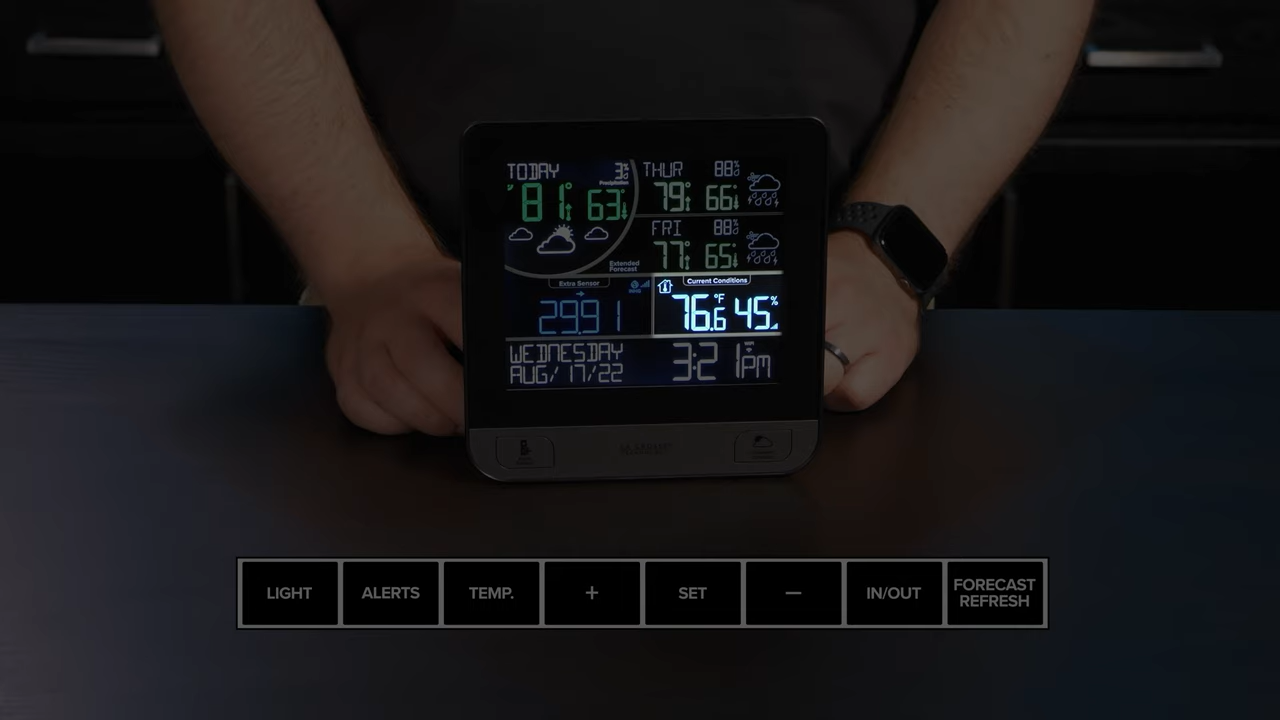 TODAY 3%
Precipitation
81° 63°
Extended
Forecast
THUR 88%
79° 66°
FRI 88%
77° 65°
Extra Sensor
INHG
29.91
Current Conditions
76.6 °F 45%
WEDNESDAY
AUG/17/22
3:21PM
LIGHT
ALERTS
TEMP.
+
SET
−
IN/OUT
FORECAST
REFRESH